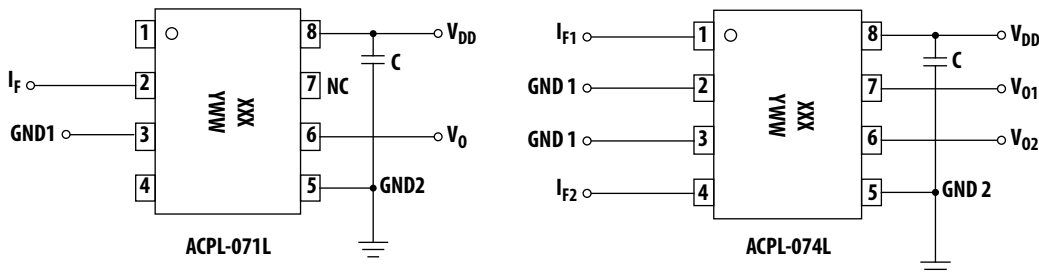 1
8
V_DD
C
I_F
2
7
NC
XXX
YWW
GND1
3
6
V_O
4
5
GND2
ACPL-071L
I_F1
1
8
V_DD
C
GND 1
2
7
V_O1
XXX
YWW
GND 1
3
6
V_O2
I_F2
4
5
GND 2
ACPL-074L